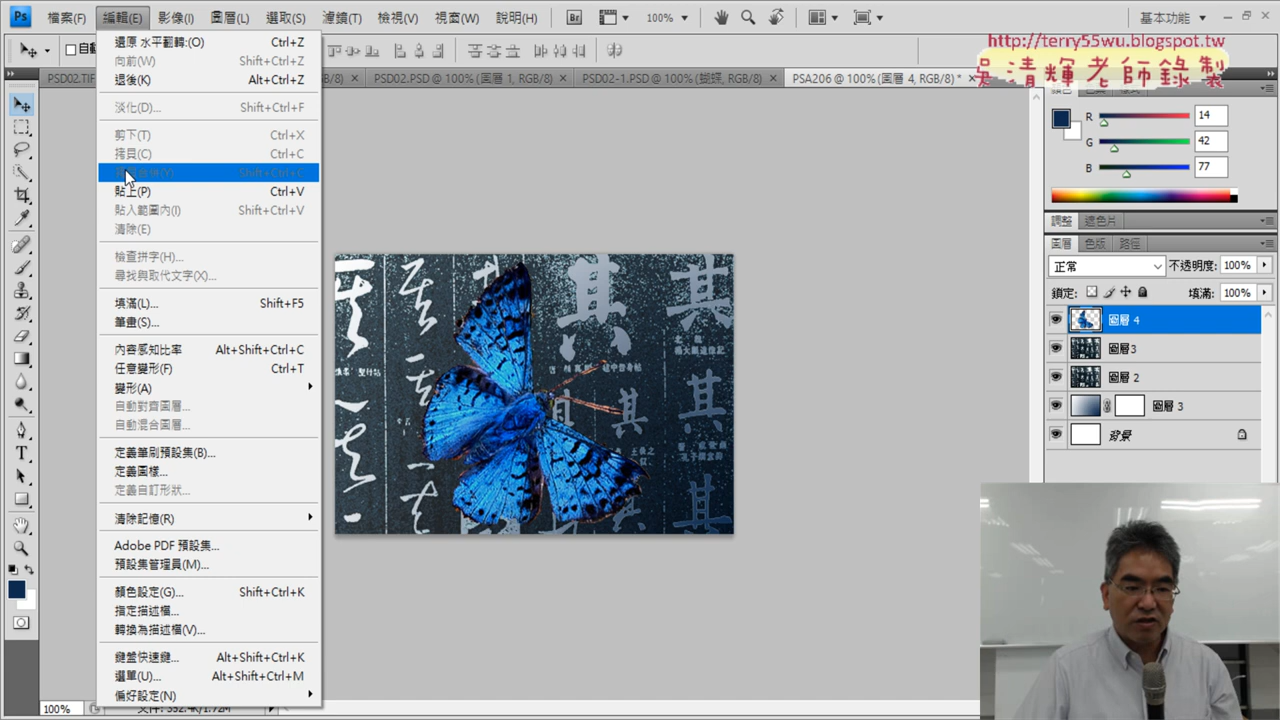 Ps 檔案(F) 編輯(E) 影像(I) 圖層(L) 選取(S) 濾鏡(T) 檢視(V) 視窗(W) 說明(H) Br 100% 基本功能
http://terry55wu.blogspot.tw
吳清輝老師錄製
PSD02.TIF
PSD02.PSD @ 100% (圖層 1, RGB/8) ×
PSD02-1.PSD @ 100% (蝴蝶, RGB/8) ×
PSA206 @ 100% (圖層 4, RGB/8) * ×
還原 水平翻轉:(O) Ctrl+Z
向前(W) Shift+Ctrl+Z
退後(K) Alt+Ctrl+Z
淡化(D)... Shift+Ctrl+F
剪下(T) Ctrl+X
拷貝(C) Ctrl+C
Shift+Ctrl+C
貼上(P) Ctrl+V
貼入範圍內(I) Shift+Ctrl+V
清除(E)
檢查拼字(H)...
尋找與取代文字(X)...
填滿(L)... Shift+F5
筆畫(S)...
內容感知比率 Alt+Shift+Ctrl+C
任意變形(F) Ctrl+T
變形(A)
自動對齊圖層...
自動混合圖層...
定義筆刷預設集(B)...
定義圖樣...
定義自訂形狀...
清除記憶(R)
Adobe PDF 預設集...
預設集管理員(M)...
顏色設定(G)... Shift+Ctrl+K
指定描述檔...
轉換為描述檔(V)...
鍵盤快速鍵... Alt+Shift+Ctrl+K
選單(U)... Alt+Shift+Ctrl+M
偏好設定(N)
R 14
G 42
B 77
調整 遮色片
圖層 色版 路徑
正常 不透明度: 100%
鎖定: 填滿: 100%
圖層 4
圖層3
圖層 2
圖層 3
背景
其 其
其 其
其
100%